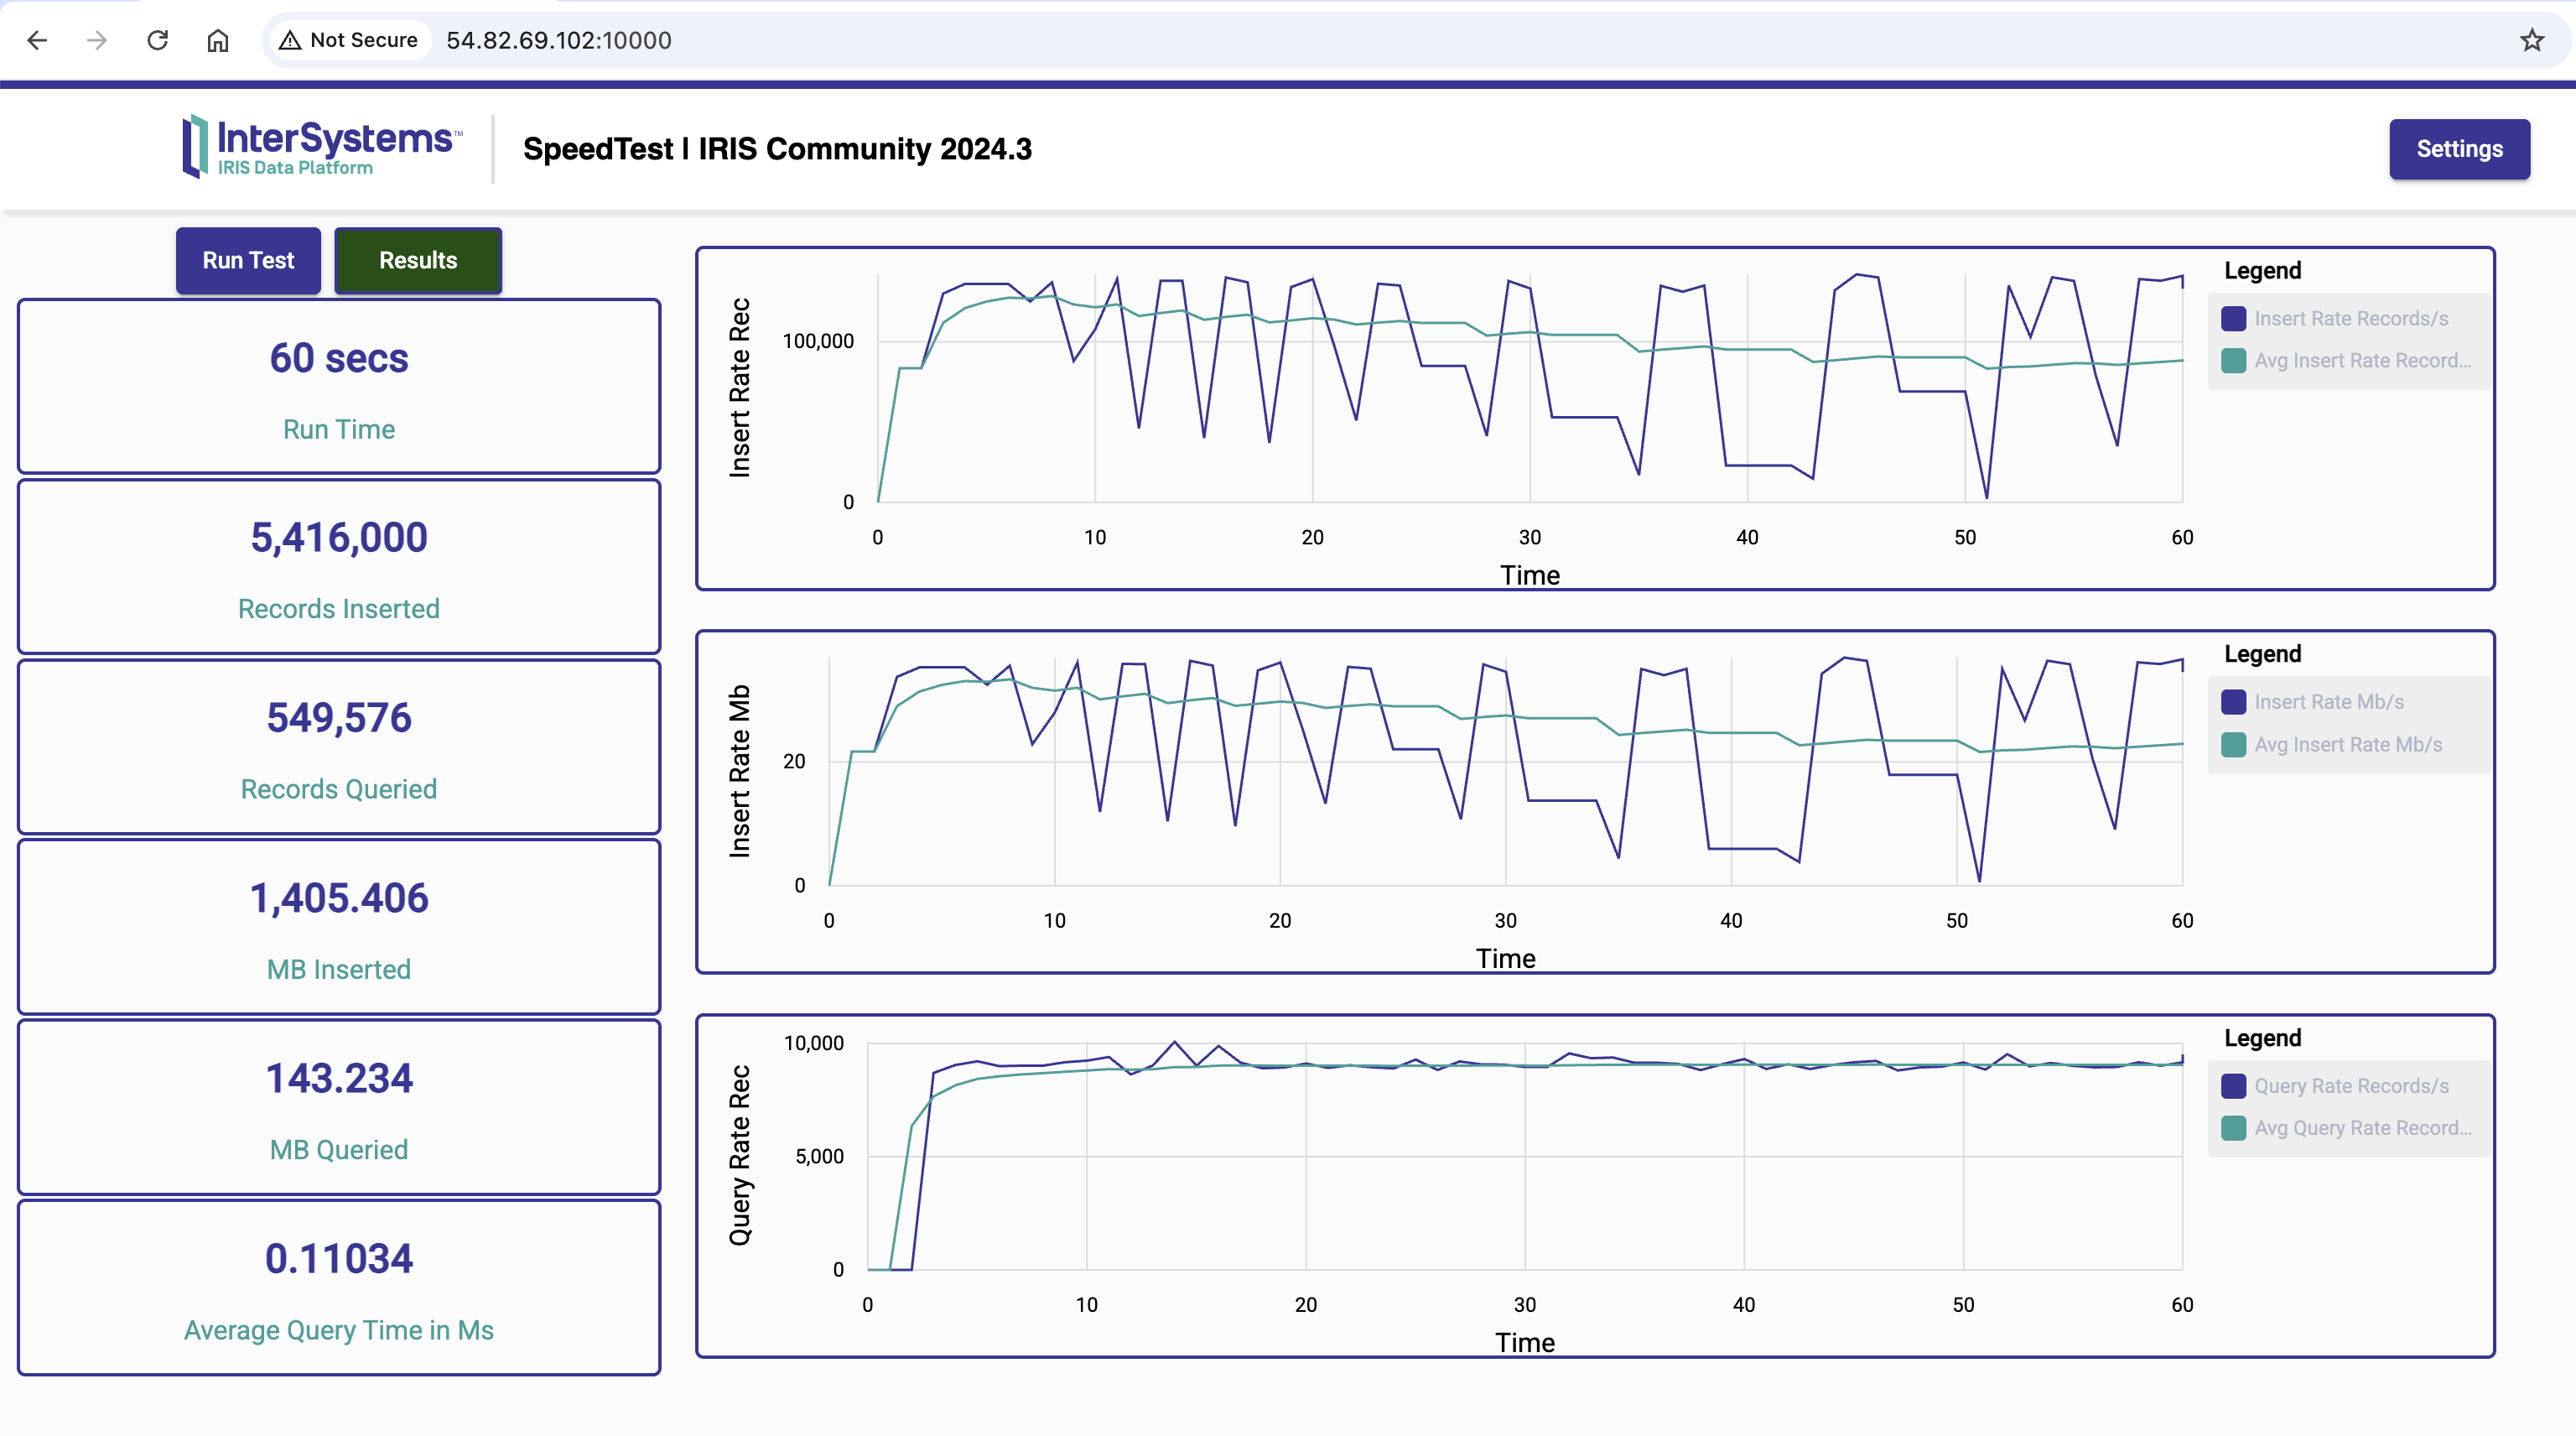 Not Secure 54.82.69.102:10000
InterSystems™
IRIS Data Platform
SpeedTest | IRIS Community 2024.3
Settings
Run Test
Results
60 secs
Run Time
5,416,000
Records Inserted
549,576
Records Queried
1,405.406
MB Inserted
143.234
MB Queried
0.11034
Average Query Time in Ms
Insert Rate Rec
100,000
0
0 10 20 30 40 50 60
Time
Legend
Insert Rate Records/s
Avg Insert Rate Record...
Insert Rate Mb
20
0
0 10 20 30 40 50 60
Time
Legend
Insert Rate Mb/s
Avg Insert Rate Mb/s
Query Rate Rec
10,000
5,000
0
0 10 20 30 40 50 60
Time
Legend
Query Rate Records/s
Avg Query Rate Record...